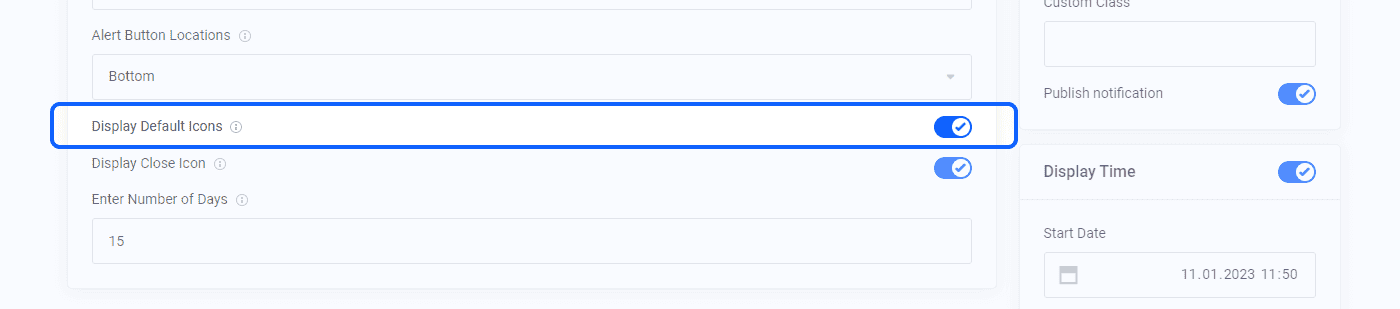 Alert Button Locations
Bottom
Display Default Icons
Display Close Icon
Enter Number of Days
15
Custom Class
Publish notification
Display Time
Start Date
11.01.2023 11:50